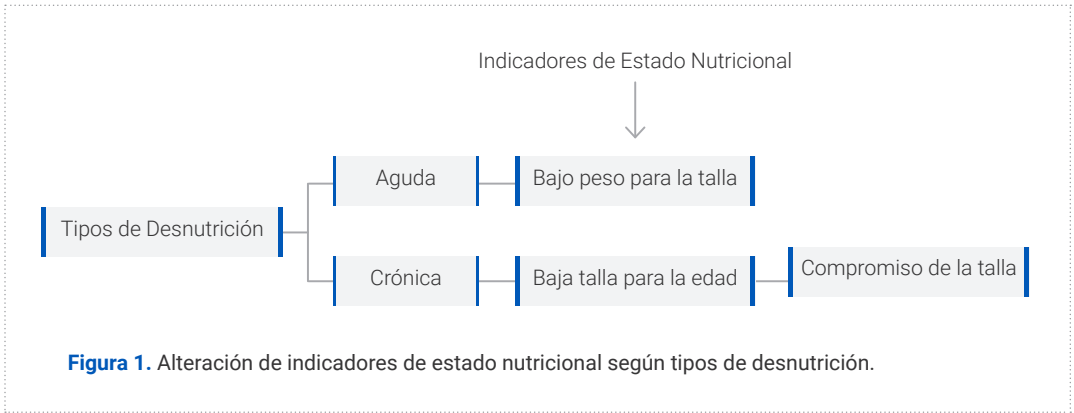 Indicadores de Estado Nutricional
Aguda
Bajo peso para la talla
Tipos de Desnutrición
Crónica
Baja talla para la edad
Compromiso de la talla
Figura 1. Alteración de indicadores de estado nutricional según tipos de desnutrición.